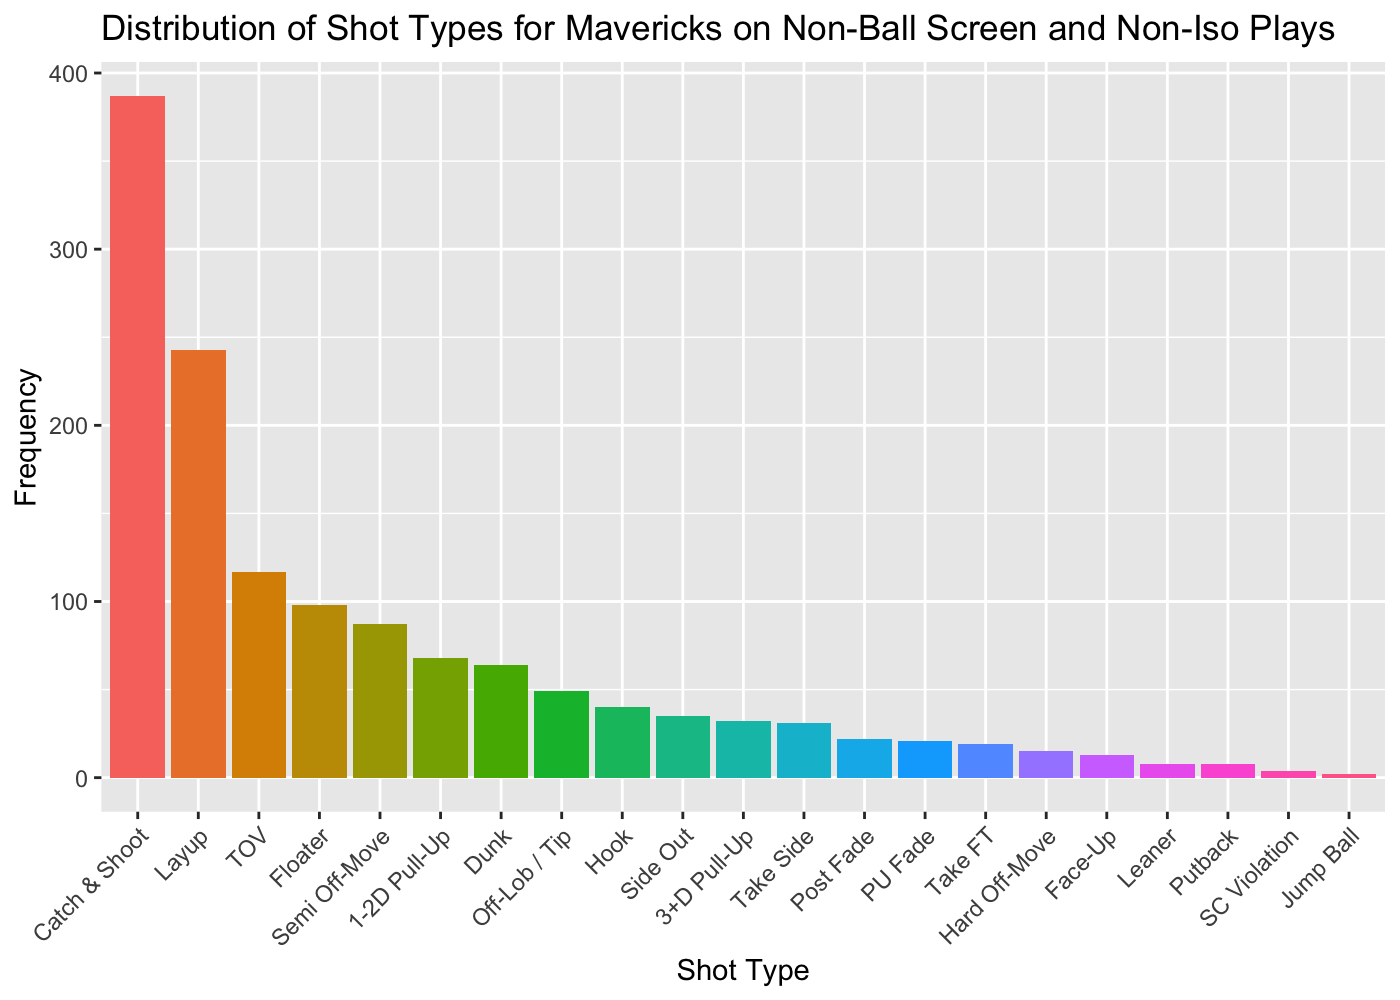 Distribution of Shot Types for Mavericks on Non-Ball Screen and Non-Iso Plays
Frequency
400
300
200
100
0
Catch & Shoot
Layup
TOV
Floater
Semi Off-Move
1-2D Pull-Up
Dunk
Off-Lob / Tip
Hook
Side Out
3+D Pull-Up
Take Side
Post Fade
PU Fade
Take FT
Hard Off-Move
Face-Up
Leaner
Putback
SC Violation
Jump Ball
Shot Type